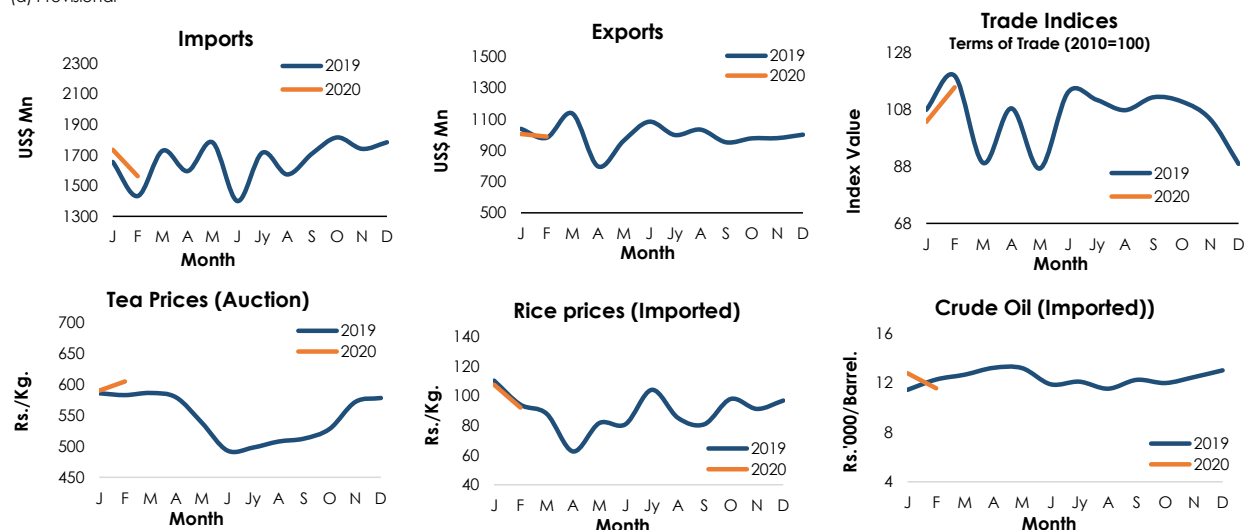 (a) Provisional
Imports
US$ Mn
2300
2100
1900
1700
1500
1300
2019
2020
J F M A M J Jy A S O N D
Month
Exports
US$ Mn
1500
1300
1100
900
700
500
2019
2020
J F M A M J Jy A S O N D
Month
Trade Indices
Terms of Trade (2010=100)
Index Value
128
108
88
68
2019
2020
J F M A M J Jy A S O N D
Month
Tea Prices (Auction)
Rs./Kg.
700
650
600
550
500
450
2019
2020
J F M A M J Jy A S O N D
Month
Rice prices (Imported)
Rs./Kg.
140
120
100
80
60
40
2019
2020
J F M A M J Jy A S O N D
Month
Crude Oil (Imported))
Rs.'000/Barrel.
16
12
8
4
2019
2020
J F M A M J Jy A S O N D
Month